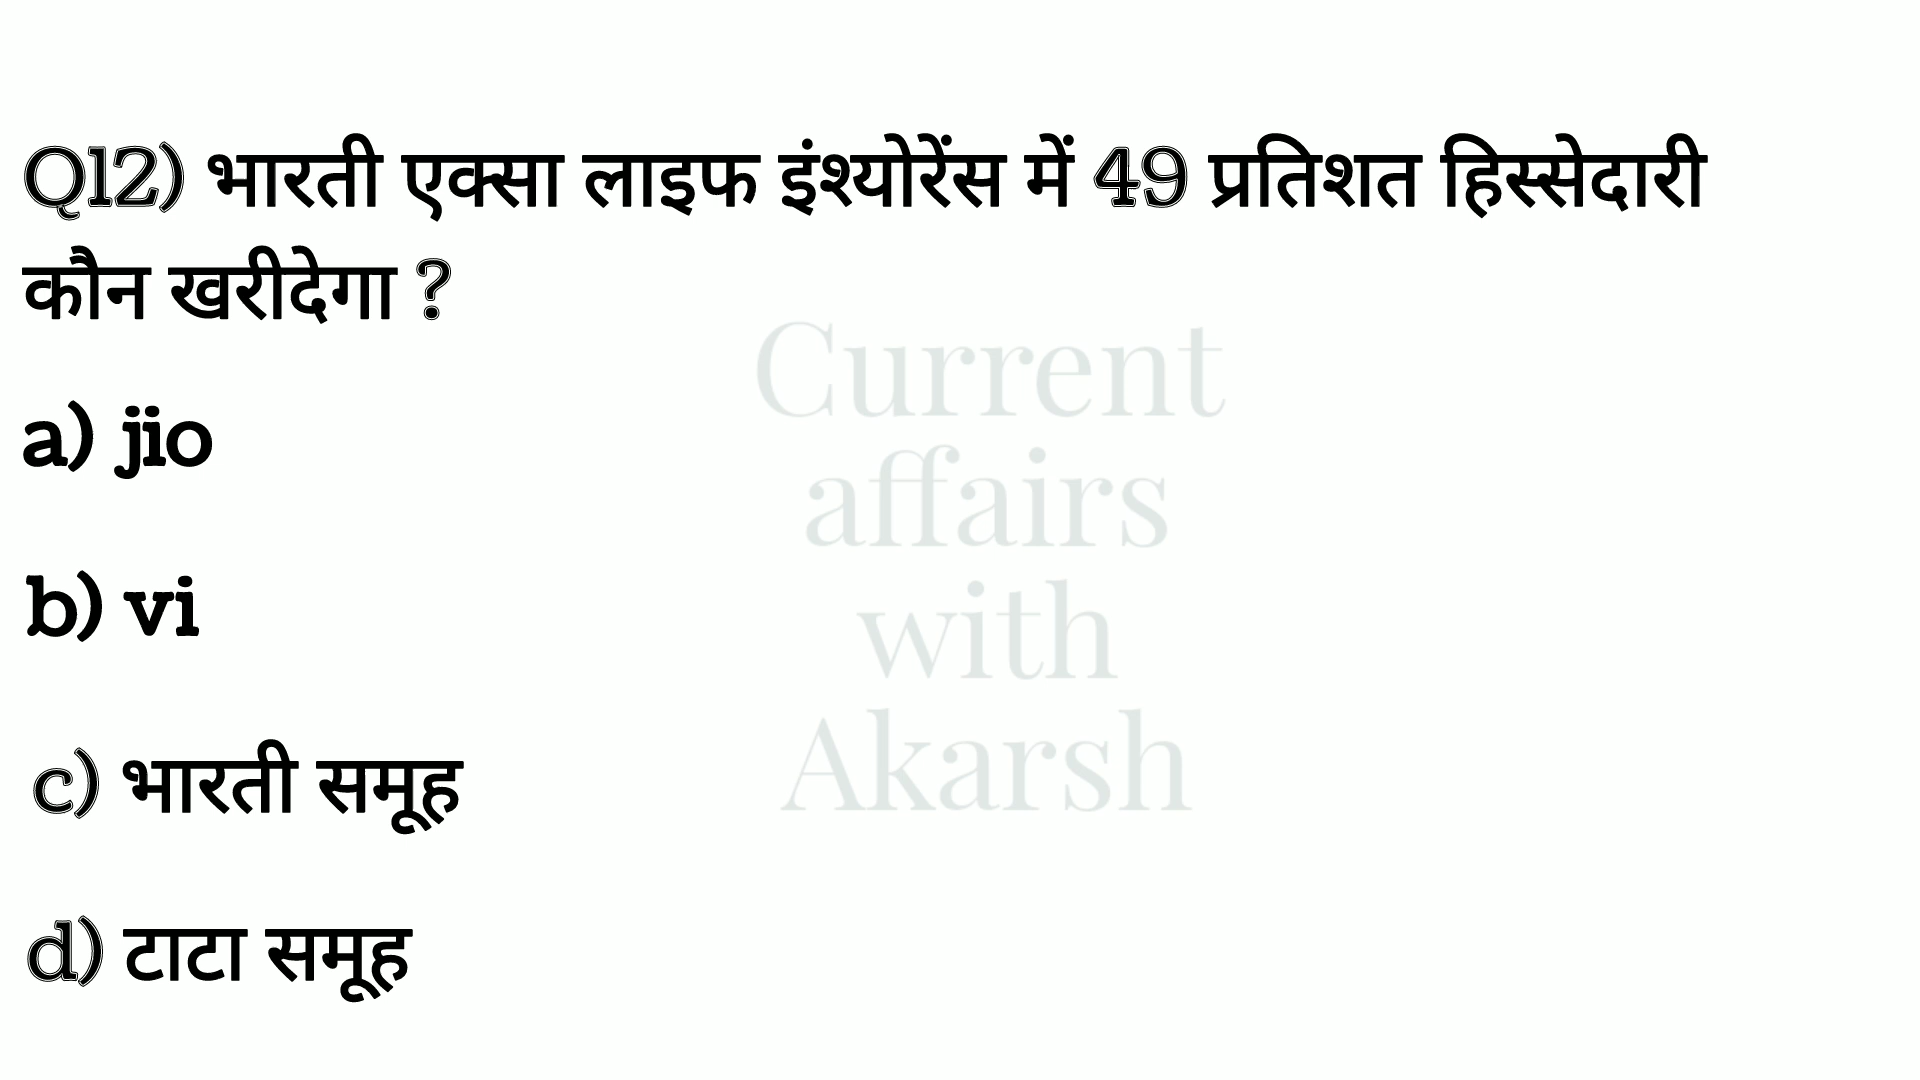 Q12) भारती एक्सा लाइफ इंश्योरेंस में 49 प्रतिशत हिस्सेदारी
कौन खरीदेगा ?
a) jio
b) vi
c) भारती समूह
d) टाटा समूह
Current
affairs
with
Akarsh